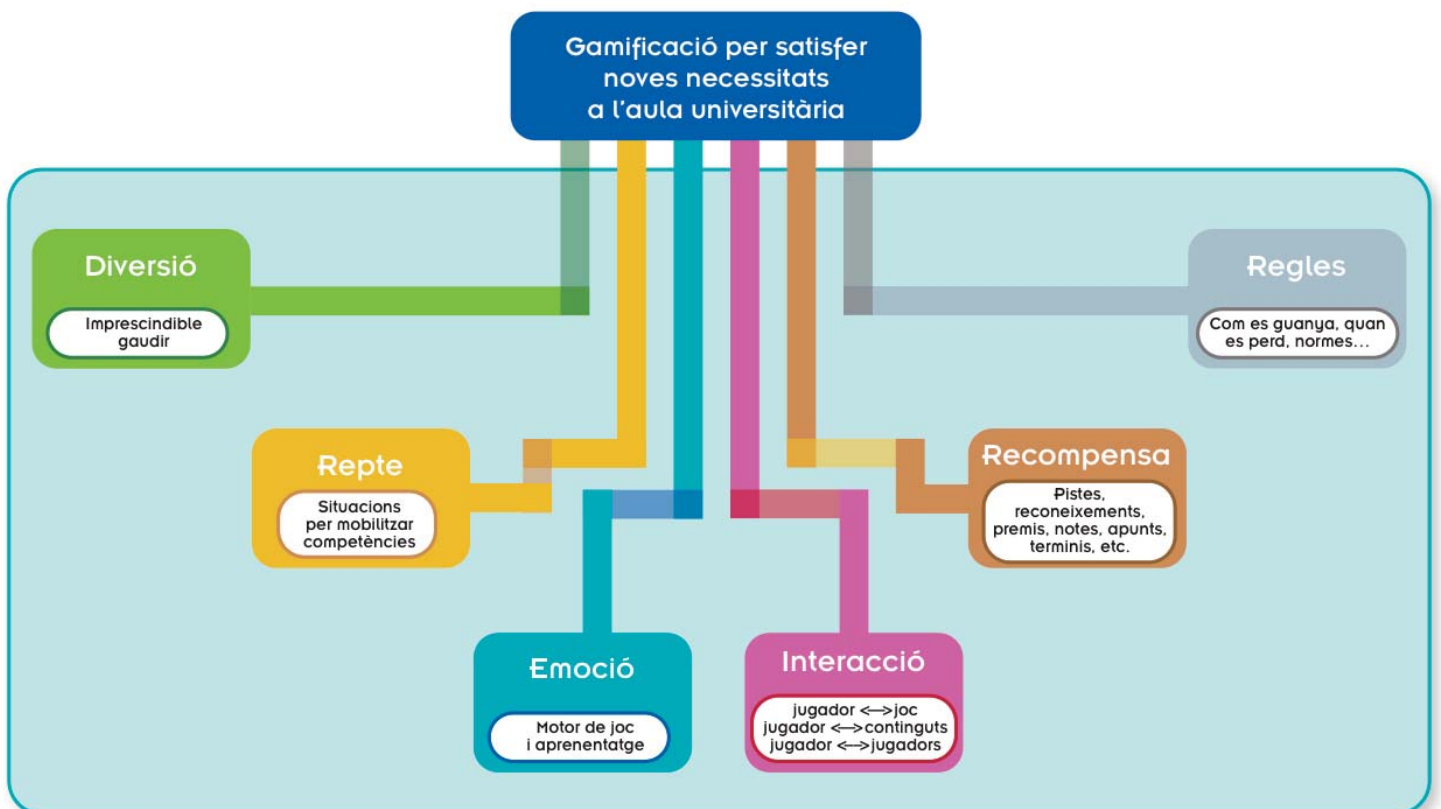 Gamificació per satisfer
noves necessitats
a l'aula universitària
Diversió
Imprescindible
gaudir
Regles
Com es guanya, quan
es perd, normes...
Repte
Situacions
per mobilitzar
competències
Recompensa
Pistes,
reconeixements,
premis, notes, apunts,
terminis, etc.
Emoció
Motor de joc
i aprenentatge
Interacció
jugador <–>joc
jugador <–>continguts
jugador <–>jugadors